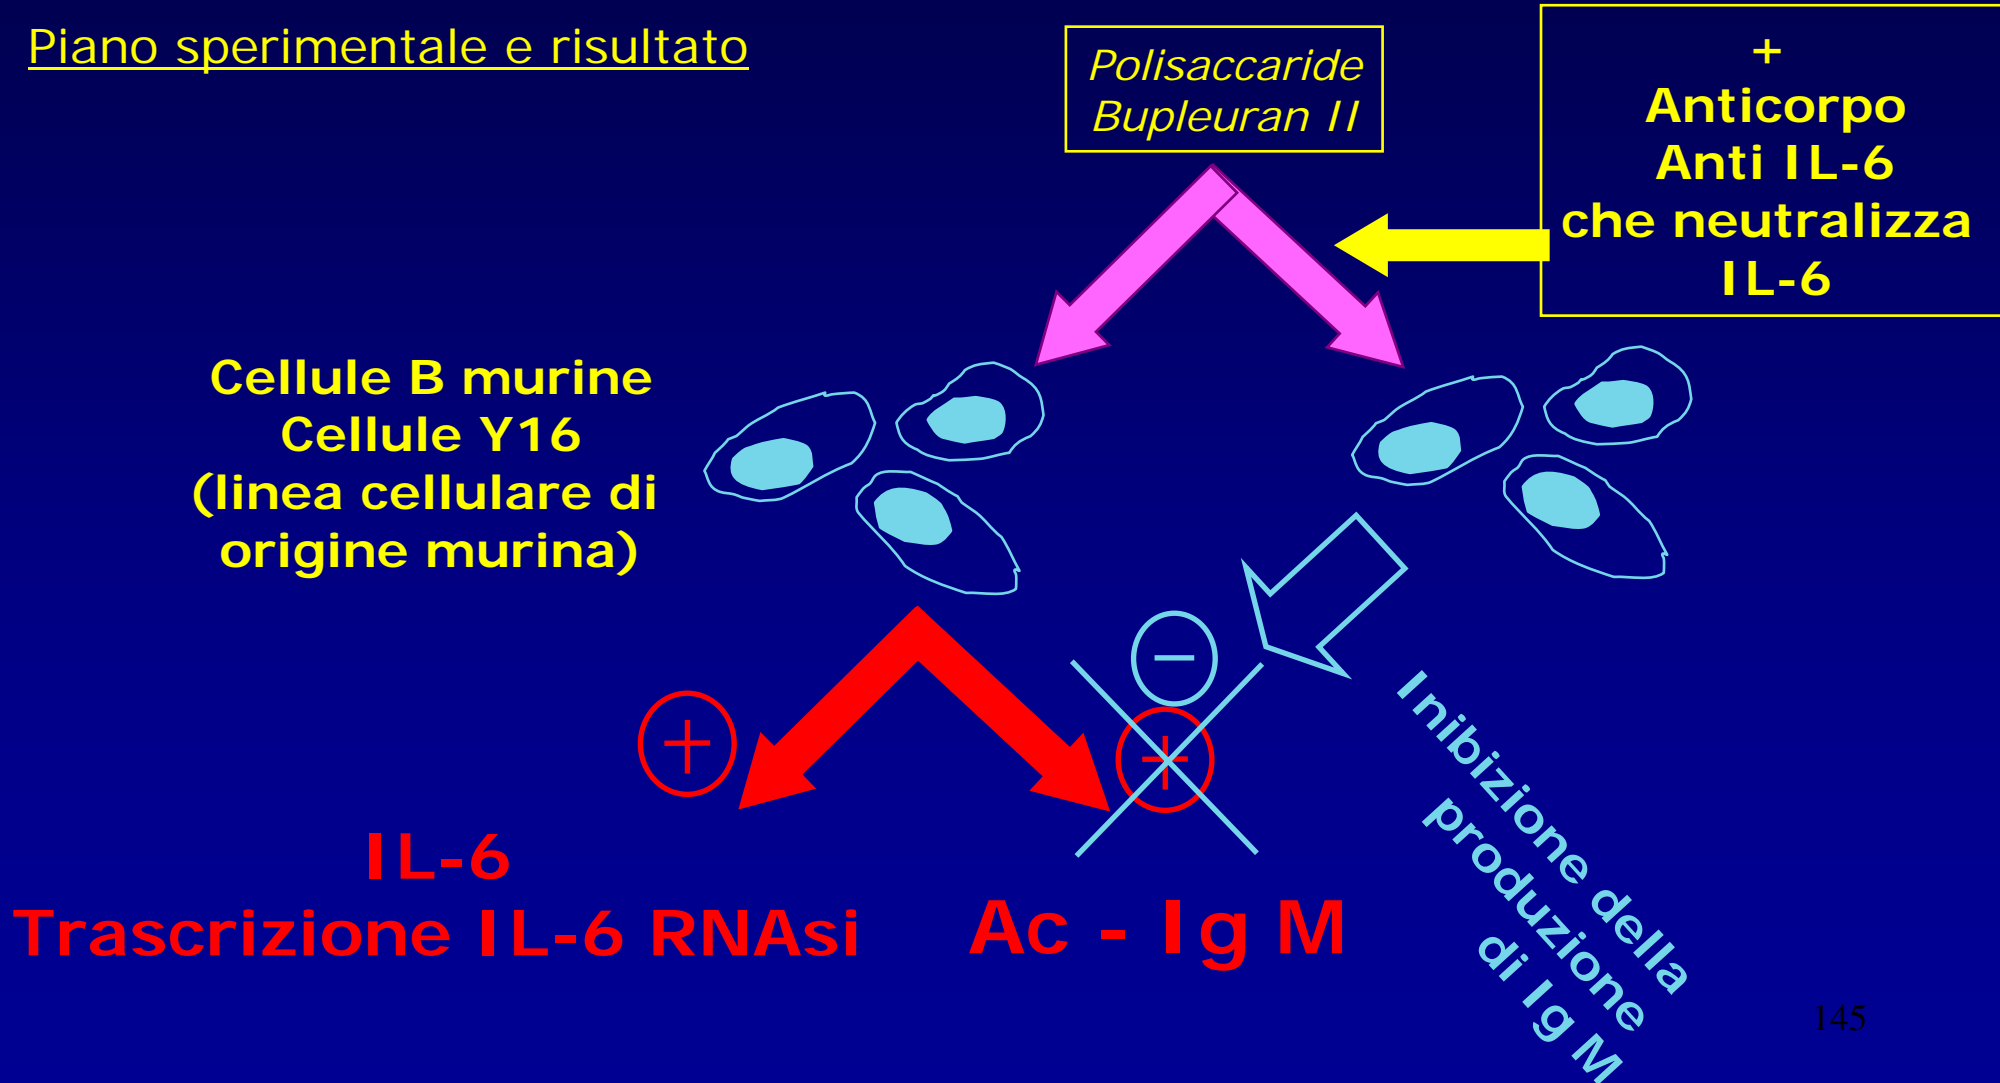 Piano sperimentale e risultato
Polisaccaride
Bupleuran II
+
Anticorpo
Anti IL-6
che neutralizza
IL-6
Cellule B murine
Cellule Y16
(linea cellulare di
origine murina)
+
−
+
IL-6
Trascrizione IL-6 RNAsi
Ac - Ig M
Inibizione della
produzione
di Ig M
145